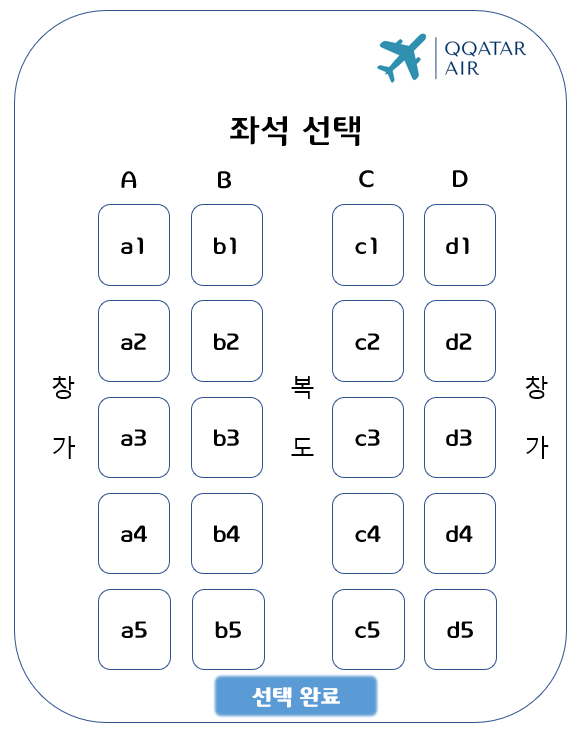 QQATAR
AIR
좌석 선택
A B C D
a1 b1 c1 d1
a2 b2 c2 d2
창 복 창
a3 b3 c3 d3
가 도 가
a4 b4 c4 d4
a5 b5 c5 d5
선택 완료